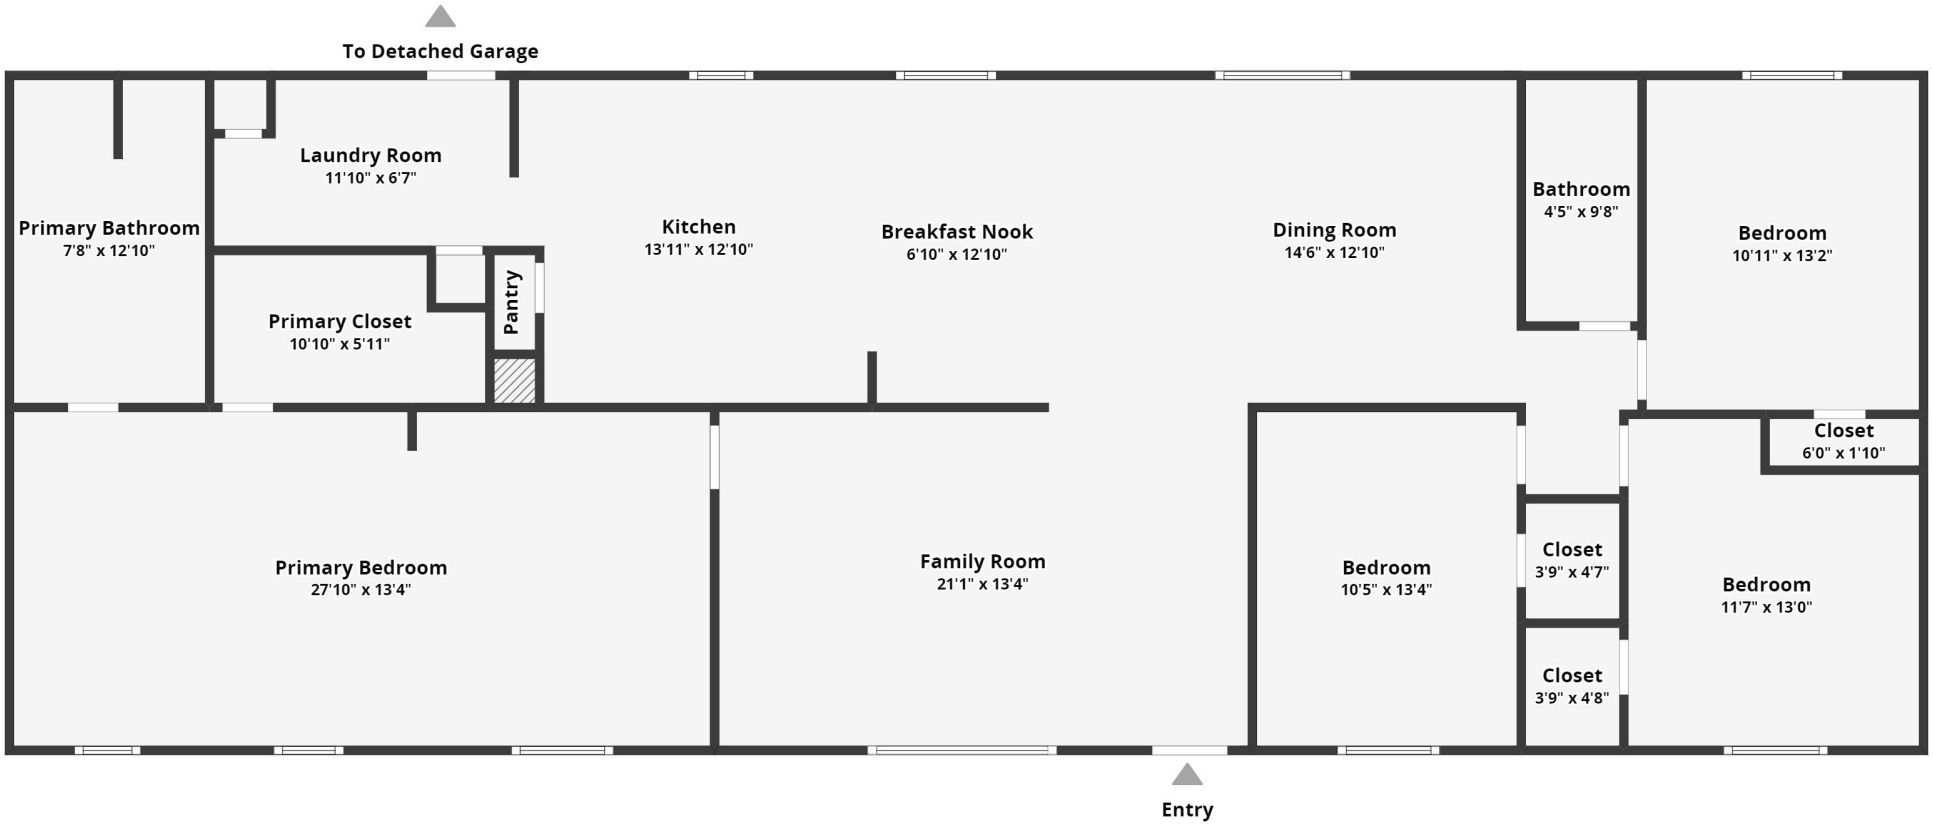 To Detached Garage
Laundry Room
11'10" x 6'7"
Primary Bathroom
7'8" x 12'10"
Kitchen
13'11" x 12'10"
Breakfast Nook
6'10" x 12'10"
Dining Room
14'6" x 12'10"
Bathroom
4'5" x 9'8"
Bedroom
10'11" x 13'2"
Pantry
Primary Closet
10'10" x 5'11"
Closet
6'0" x 1'10"
Primary Bedroom
27'10" x 13'4"
Family Room
21'1" x 13'4"
Bedroom
10'5" x 13'4"
Closet
3'9" x 4'7"
Bedroom
11'7" x 13'0"
Closet
3'9" x 4'8"
Entry